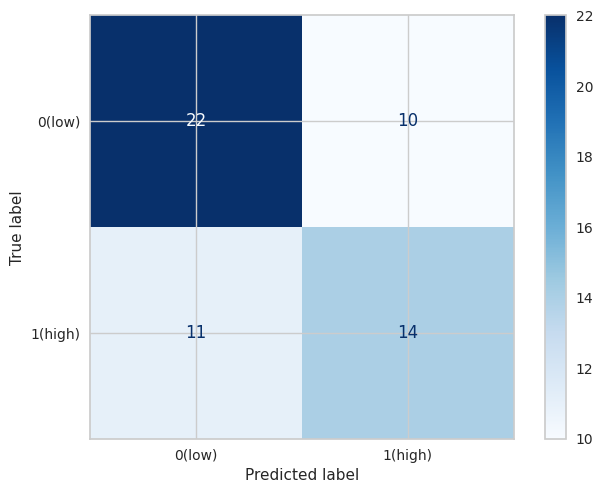 22
20
18
16
14
12
10
0(low)
22
10
1(high)
11
14
True label
0(low)
1(high)
Predicted label